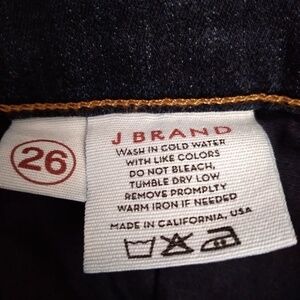 26
J BRAND
WASH IN COLD WATER
WITH LIKE COLORS
DO NOT BLEACH,
TUMBLE DRY LOW
REMOVE PROMPLTY
WARM IRON IF NEEDED
MADE IN CALIFORNIA, USA